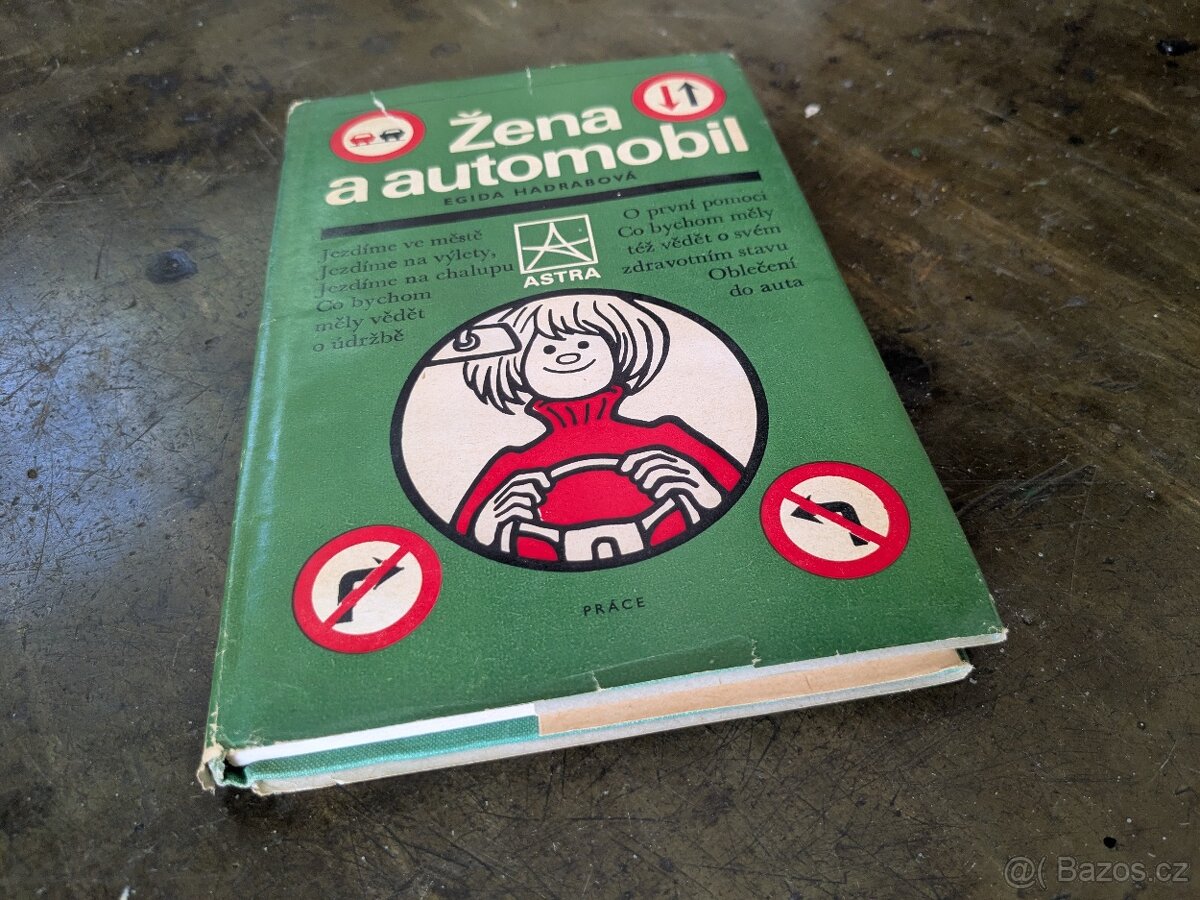 Žena
a automobil
EGIDA HADRABOVÁ
Jezdíme ve městě
Jezdíme na výlety,
Jezdíme na chalupu
Co bychom
měly vědět
o údržbě
ASTRA
O první pomoci
Co bychom měly
též vědět o svém
zdravotním stavu
Oblečení
do auta
PRÁCE
@( Bazos.cz